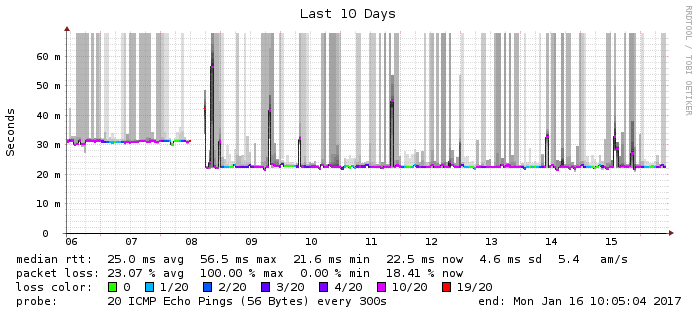 Last 10 Days
RRDTOOL / TOBI OETIKER
Seconds
60 m
50 m
40 m
30 m
20 m
10 m
0
06 07 08 09 10 11 12 13 14 15
median rtt: 25.0 ms avg 56.5 ms max 21.6 ms min 22.5 ms now 4.6 ms sd 5.4 am/s
packet loss: 23.07 % avg 100.00 % max 0.00 % min 18.41 % now
loss color: 0 1/20 2/20 3/20 4/20 10/20 19/20
probe: 20 ICMP Echo Pings (56 Bytes) every 300s end: Mon Jan 16 10:05:04 2017